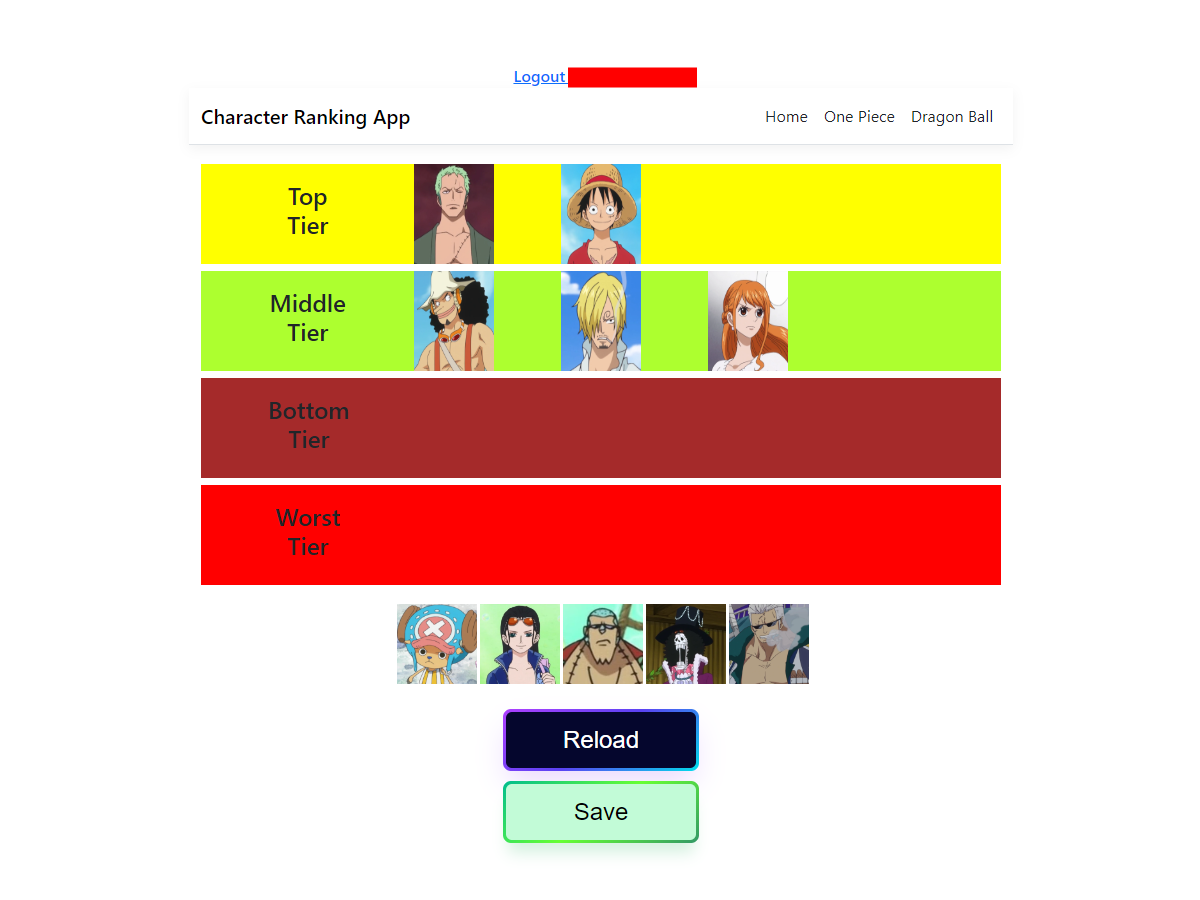 Logout
Character Ranking App
Home One Piece Dragon Ball
Top
Tier
Middle
Tier
Bottom
Tier
Worst
Tier
Reload
Save